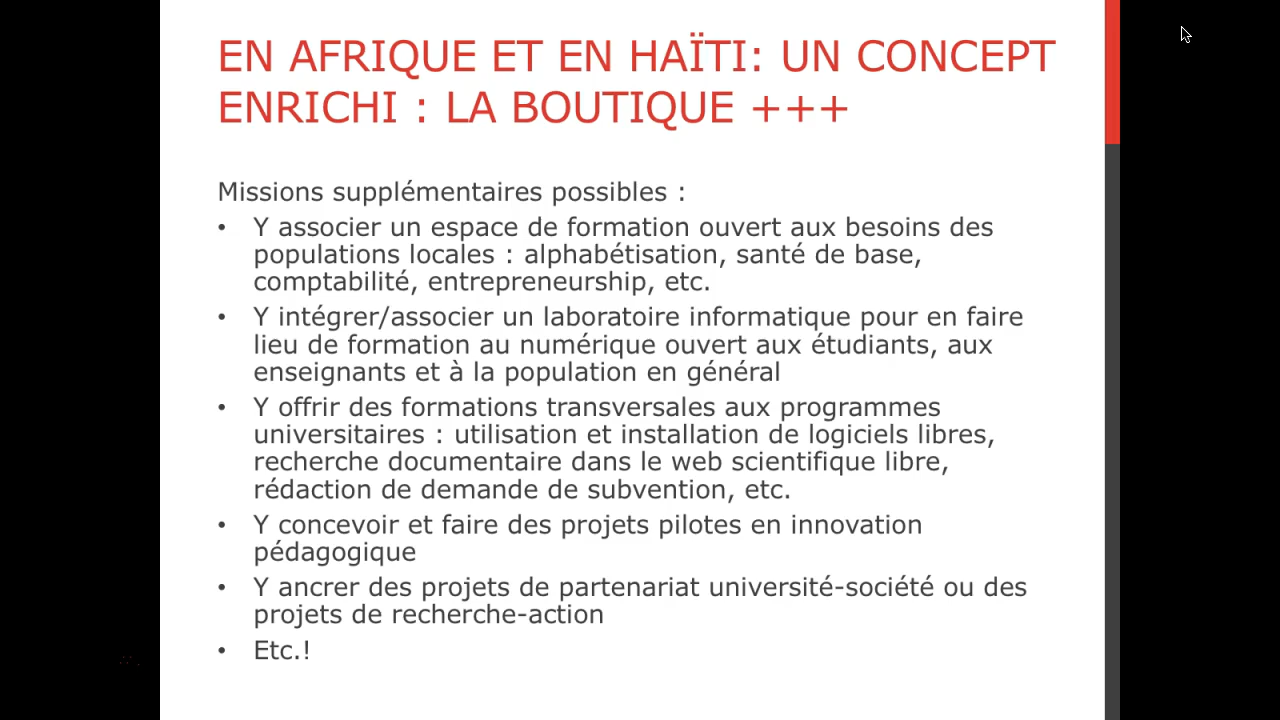 EN AFRIQUE ET EN HAÏTI: UN CONCEPT
ENRICHI : LA BOUTIQUE +++
Missions supplémentaires possibles :
• Y associer un espace de formation ouvert aux besoins des
populations locales : alphabétisation, santé de base,
comptabilité, entrepreneurship, etc.
• Y intégrer/associer un laboratoire informatique pour en faire
lieu de formation au numérique ouvert aux étudiants, aux
enseignants et à la population en général
• Y offrir des formations transversales aux programmes
universitaires : utilisation et installation de logiciels libres,
recherche documentaire dans le web scientifique libre,
rédaction de demande de subvention, etc.
• Y concevoir et faire des projets pilotes en innovation
pédagogique
• Y ancrer des projets de partenariat université-société ou des
projets de recherche-action
• Etc.!